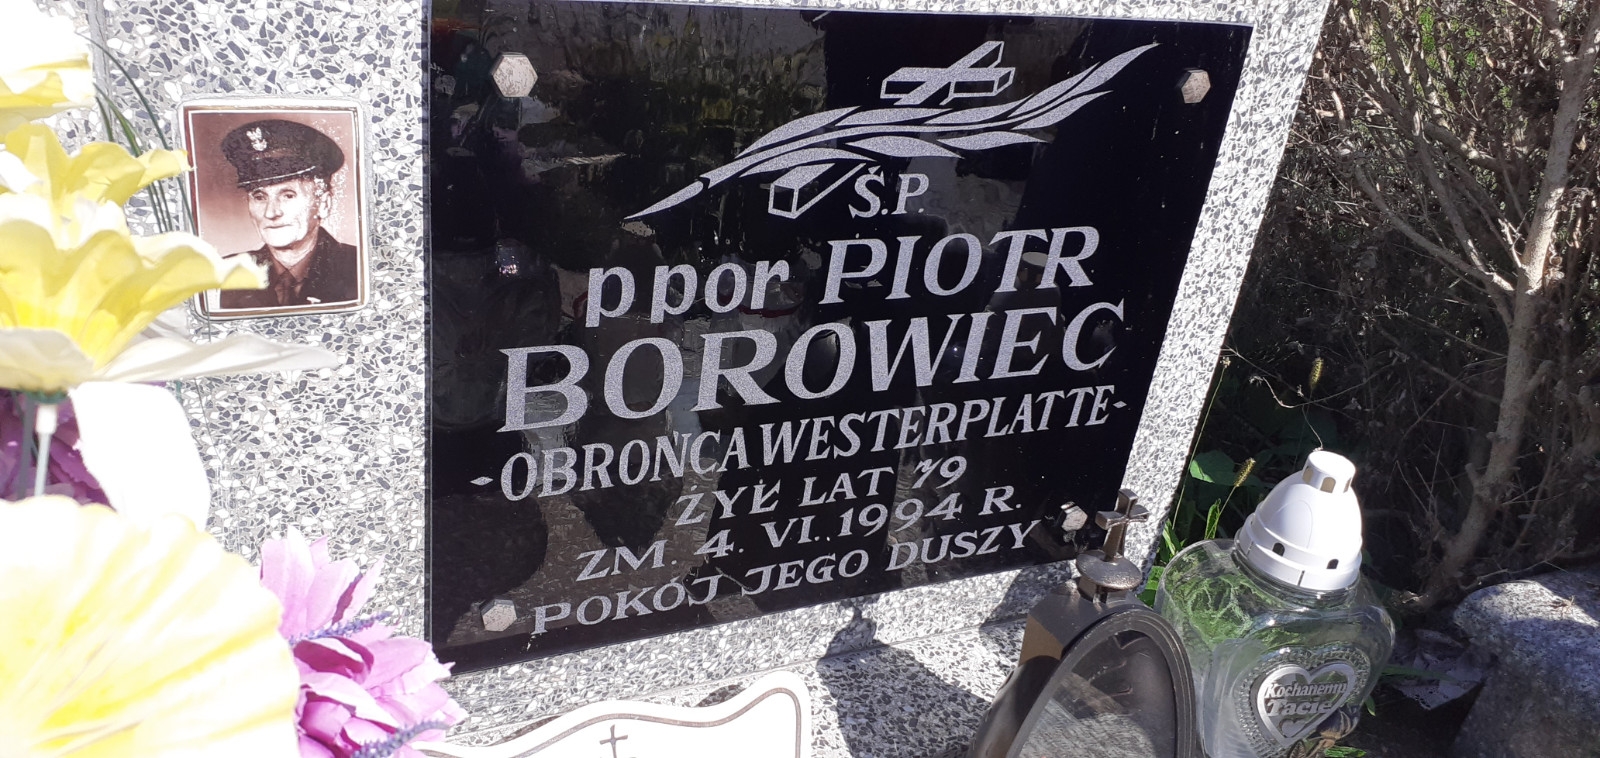 Ś.P.
ppor PIOTR
BOROWIEC
-OBROŃCA WESTERPLATTE-
ŻYŁ LAT 79
ZM. 4. VI. 1994 R.
POKÓJ JEGO DUSZY
Kochanemu
Tacie